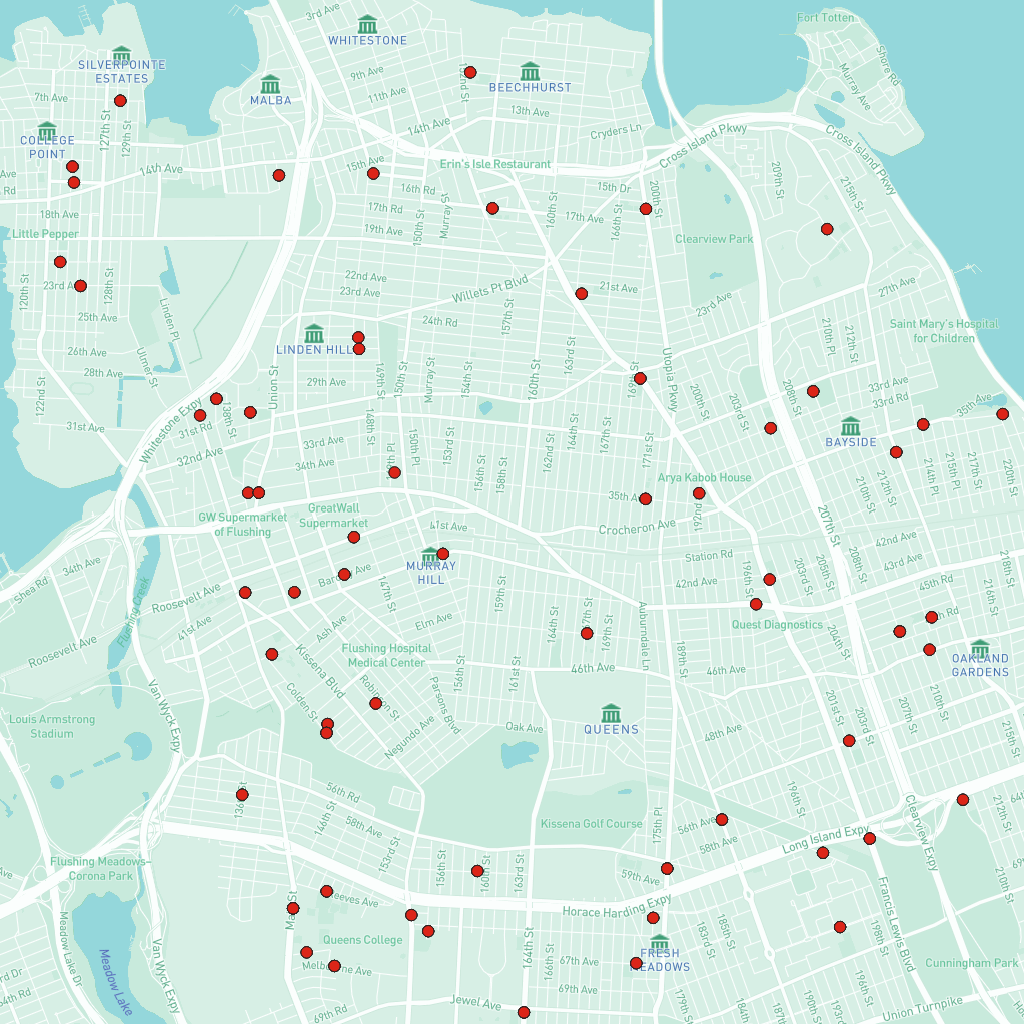 3rd Ave
WHITESTONE
Fort Totten
SILVERPOINTE
ESTATES
9th Ave
152nd St
BEECHHURST
Shore Rd
7th Ave
MALBA
11th Ave
13th Ave
Murray Ave
127th St
129th St
14th Ave
Cryders Ln
COLLEGE
POINT
Cross Island Pkwy
Cross Island Pkwy
14th Ave
15th Ave
Erin's Isle Restaurant
16th Rd
15th Dr
200th St
209th St
215th St
18th Ave
17th Rd
150th St
Murray St
160th St
17th Ave
166th St
Little Pepper
19th Ave
Clearview Park
120th St
128th St
23rd Ave
22nd Ave
23rd Ave
Willets Pt Blvd
21st Ave
23rd Ave
27th Ave
25th Ave
Linden Pl
24th Rd
157th St
210th Pl
212th St
Saint Mary's Hospital
for Children
26th Ave
28th Ave
Ulmer St
LINDEN HILL
163rd St
122nd St
Union St
29th Ave
149th St
150th St
Murray St
154th St
160th St
169th St
Utopia Pkwy
200th St
203rd St
208th St
33rd Ave
33rd Rd
35th Ave
31st Ave
Whitestone Expy
31st Rd
138th St
148th St
32nd Ave
33rd Ave
34th Ave
150th Pl
150th Pl
153rd St
156th St
158th St
162nd St
164th St
167th St
171st St
BAYSIDE
Arya Kabob House
210th St
212th St
214th Pl
215th Pl
217th St
220th St
35th Ave
192nd St
207th St
GW Supermarket
of Flushing
GreatWall
Supermarket
41st Ave
Crocheron Ave
Station Rd
42nd Ave
43rd Ave
34th Ave
Shea Rd
MURRAY
HILL
42nd Ave
196th St
203rd St
205th St
208th St
45th Rd
218th St
216th St
Roosevelt Ave
Flushing Creek
41st Ave
147th St
159th St
Ash Ave
Elm Ave
164th St
169th St
Auburndale Ln
Quest Diagnostics
204th St
Roosevelt Ave
Kissena Blvd
Flushing Hospital
Medical Center
156th St
161st St
46th Ave
189th St
46th Ave
OAKLAND
GARDENS
Van Wyck Expy
Colden St
Robinson St
Parsons Blvd
Negundo Ave
Oak Ave
QUEENS
48th Ave
201st St
203rd St
207th St
210th St
215th St
Louis Armstrong
Stadium
136th St
146th St
56th Rd
58th Ave
153rd St
156th St
160th St
163rd St
Kissena Golf Course
175th Pl
56th Ave
58th Ave
196th St
Long Island Expy
Clearview Expy
212th St
Flushing Meadows–
Corona Park
59th Ave
210th St
Horace Harding Expy
Reeves Ave
Main St
Meadow Lake Dr
Meadow Lake
Van Wyck Expy
Queens College
Melbourne Ave
164th St
166th St
67th Ave
FRESH
MEADOWS
183rd St
185th St
Francis Lewis Blvd
198th St
196th St
Cunningham Park
69th Ave
Jewel Ave
69th Rd
179th St
184th St
187th St
190th St
193rd St
Union Turnpike